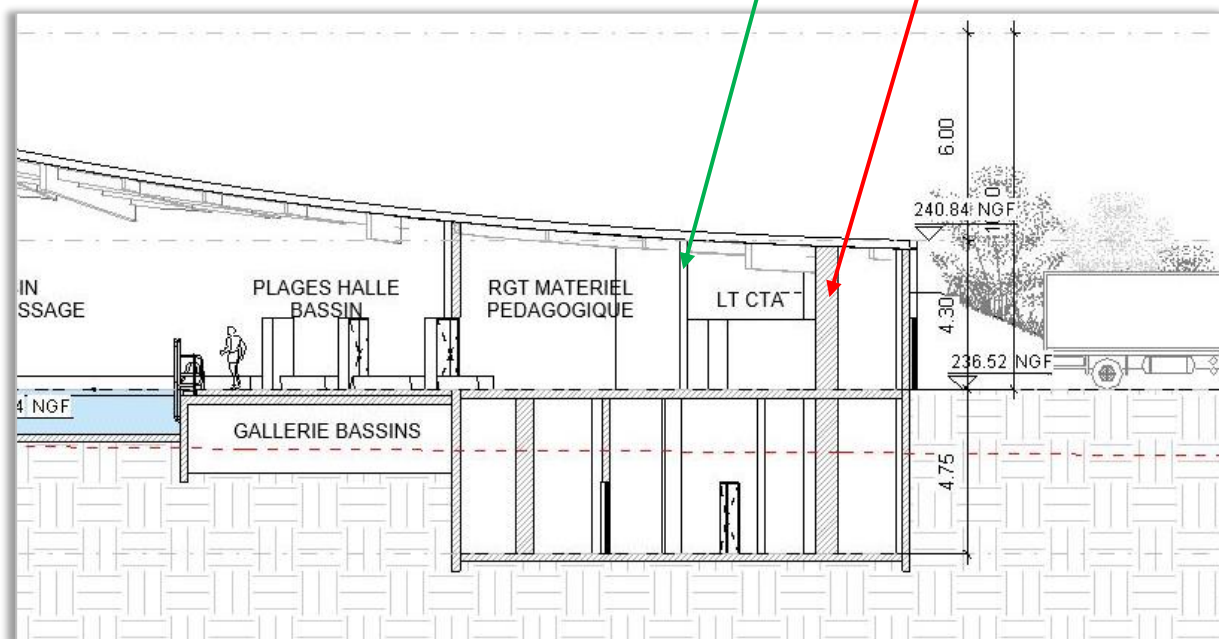 6.00
240.84 NGF
IN
SSAGE
PLAGES HALLE
BASSIN
RGT MATERIEL
PEDAGOGIQUE
LT CTA
4.30
236.52 NGF
4 NGF
GALLERIE BASSINS
4.75